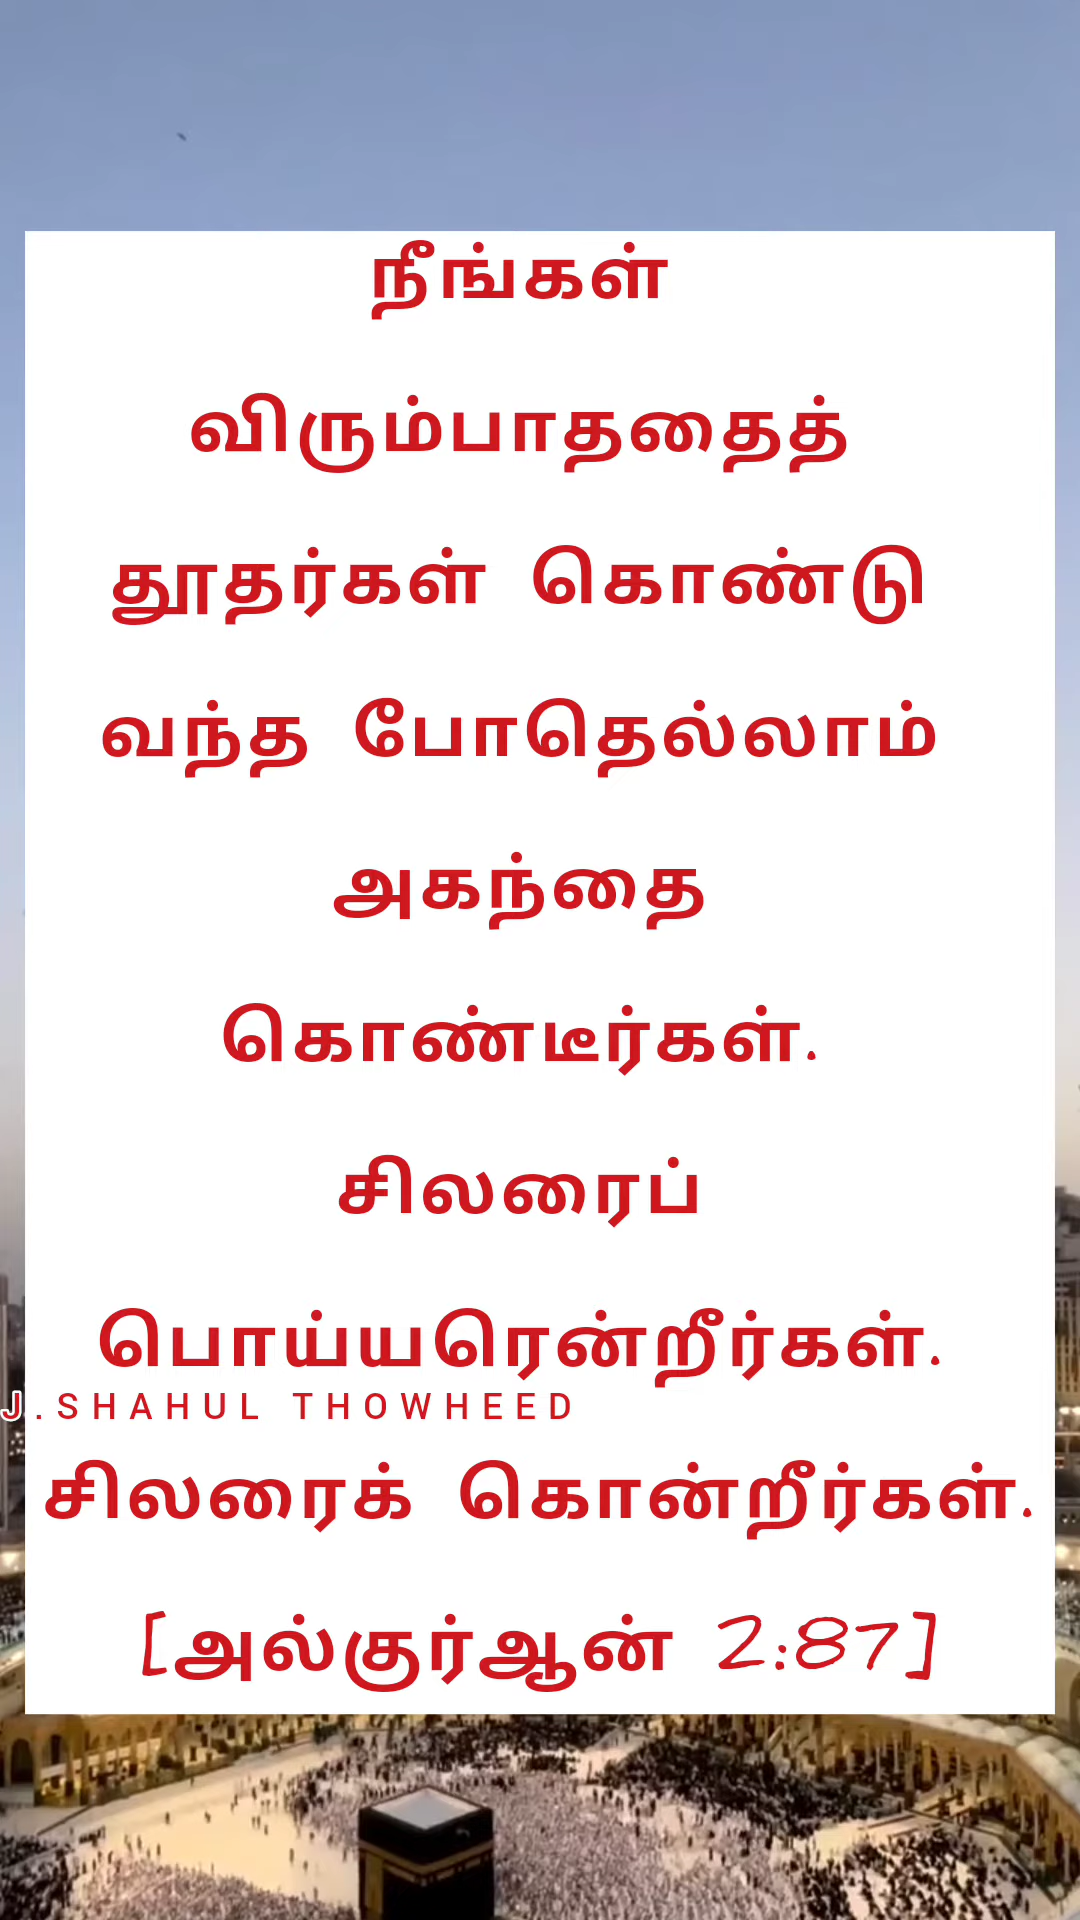 நீங்கள்
விரும்பாததைத்
தூதர்கள் கொண்டு
வந்த போதெல்லாம்
அகந்தை
கொண்டீர்கள்.
சிலரைப்
பொய்யரென்றீர்கள்.
J.SHAHUL THOWHEED
சிலரைக் கொன்றீர்கள்.
[அல்குர்ஆன் 2:87]